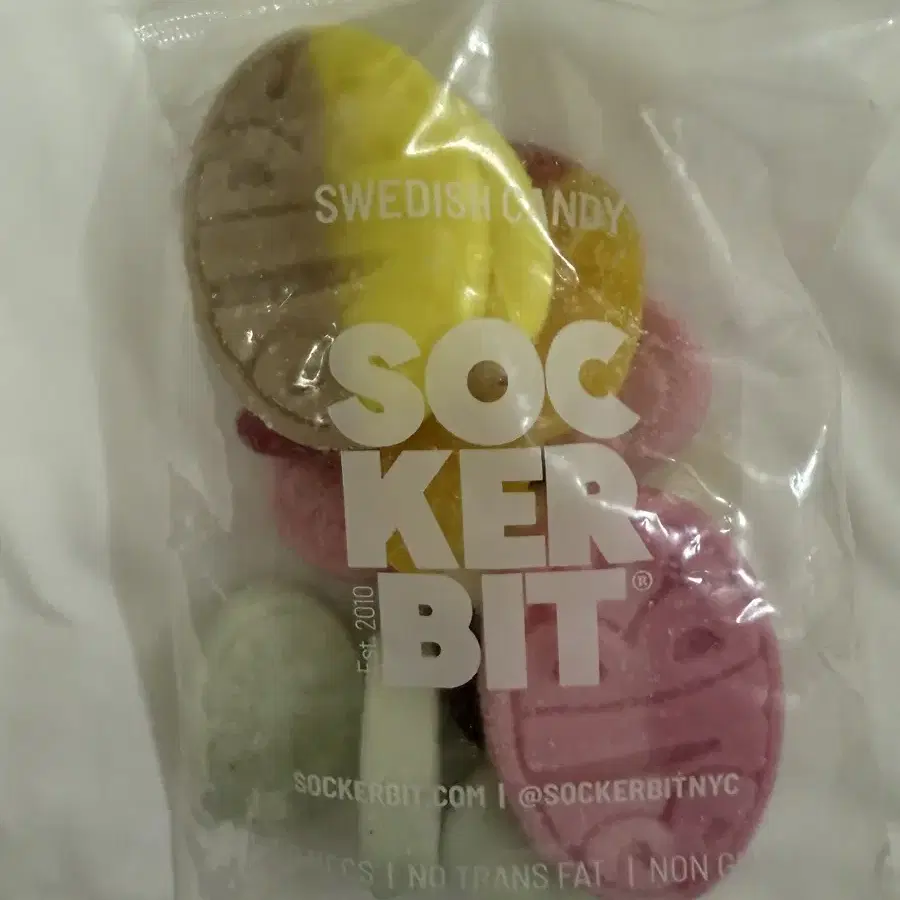 SWEDISH CANDY
SOC
KER
BIT®
Est. 2010
SOCKERBIT.COM | @SOCKERBITNYC
| NO TRANS FAT | NON